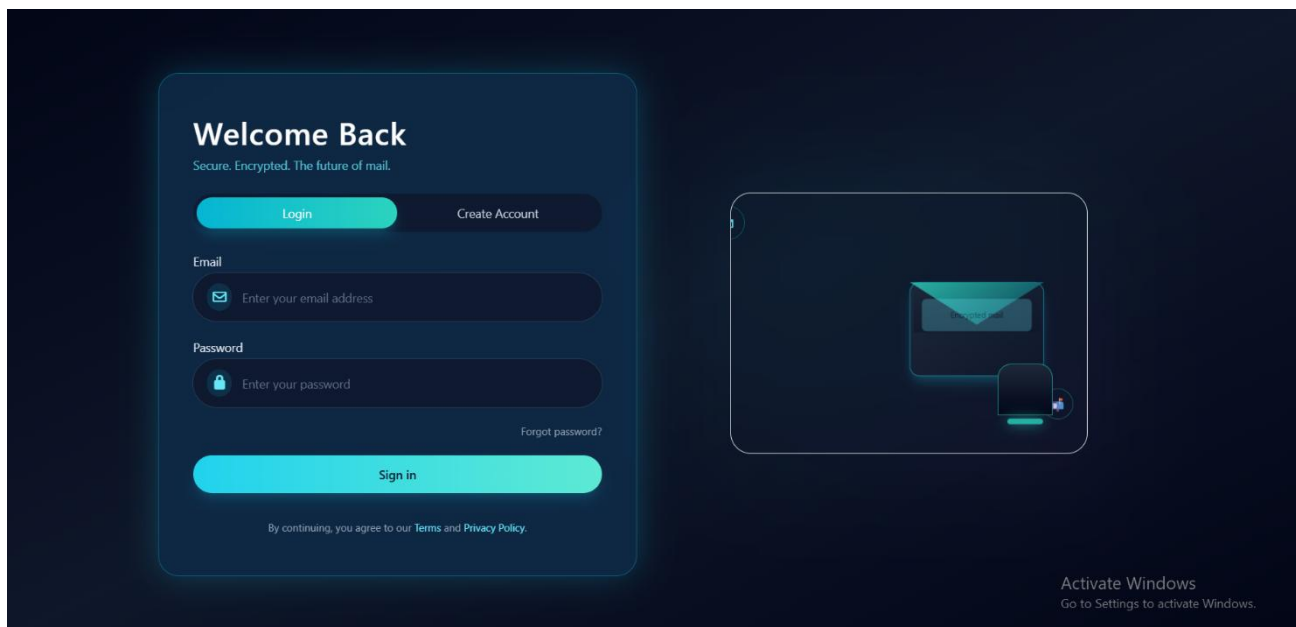 Welcome Back
Secure. Encrypted. The future of mail.
Login
Create Account
Email
Enter your email address
Password
Enter your password
Forgot password?
Sign in
By continuing, you agree to our Terms and Privacy Policy.
Encrypted mail
Activate Windows
Go to Settings to activate Windows.